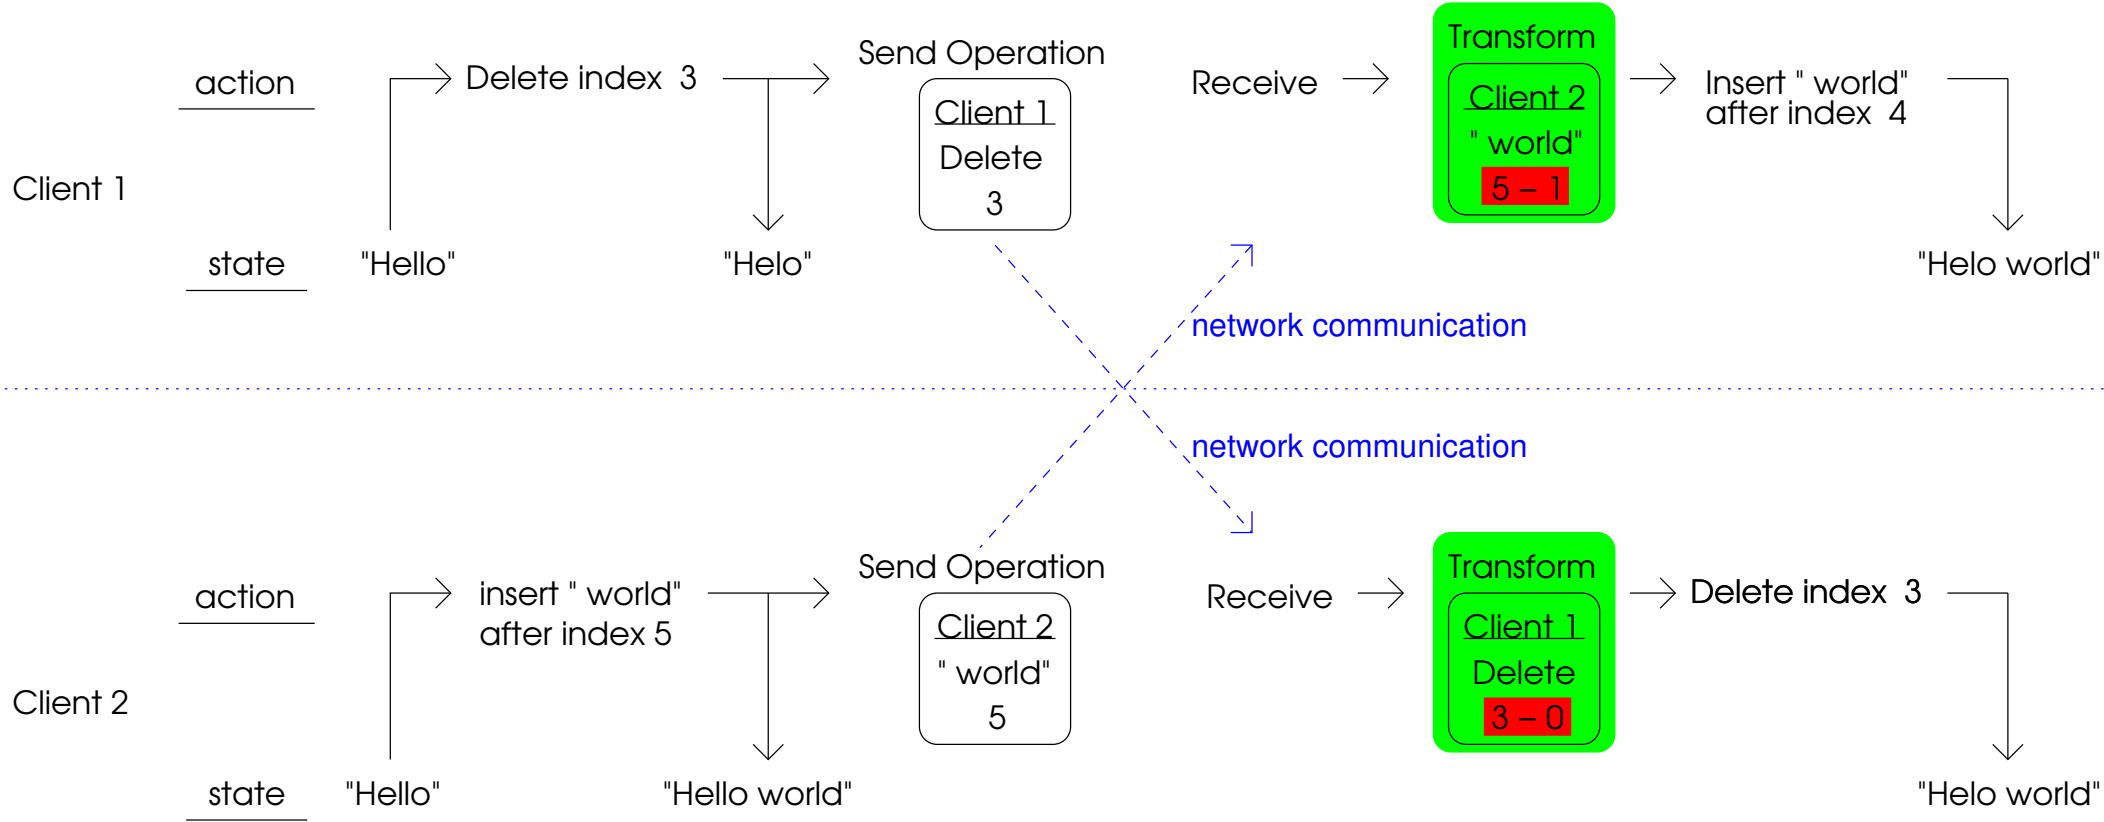 Send Operation
Transform
action
Delete index 3
Receive
Insert " world"
after index 4
Client 1
Delete
3
Client 2
" world"
5 – 1
Client 1
state
"Hello"
"Helo"
"Helo world"
network communication
network communication
Send Operation
Transform
action
insert " world"
after index 5
Receive
Delete index 3
Client 2
" world"
5
Client 1
Delete
3 – 0
Client 2
state
"Hello"
"Hello world"
"Helo world"